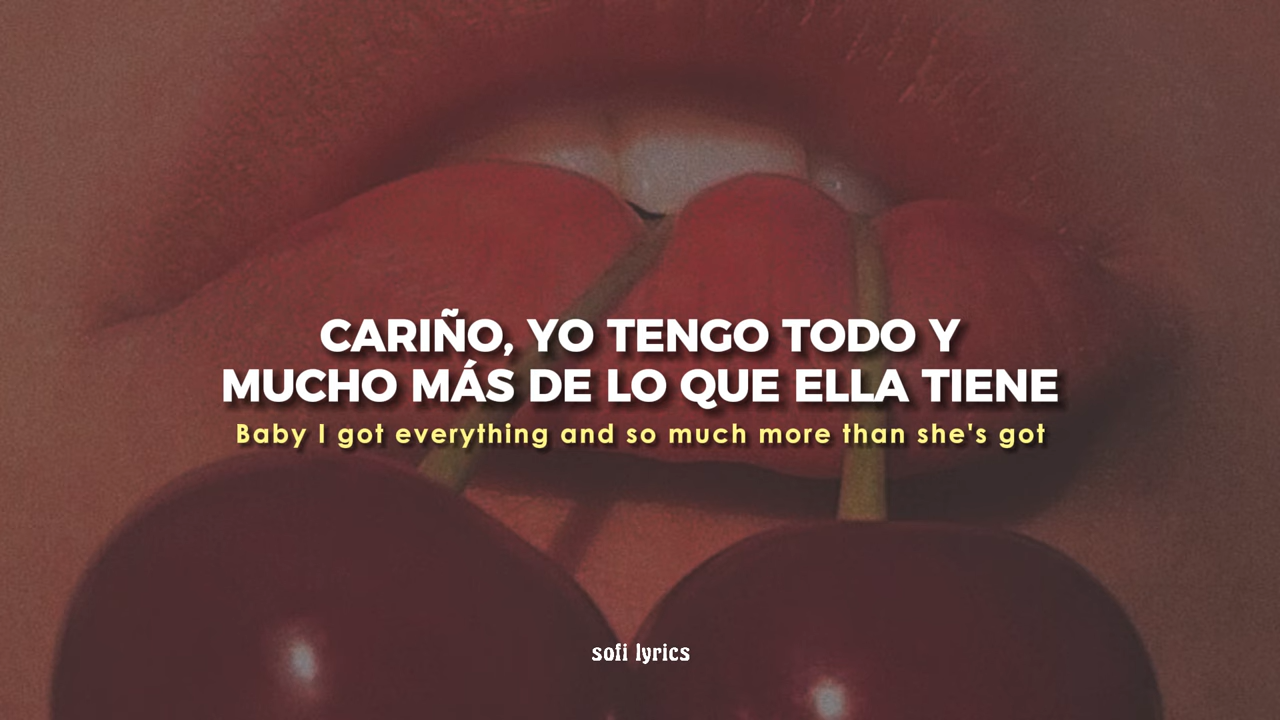 CARIÑO, YO TENGO TODO Y
MUCHO MÁS DE LO QUE ELLA TIENE
Baby I got everything and so much more than she's got
sofi lyrics